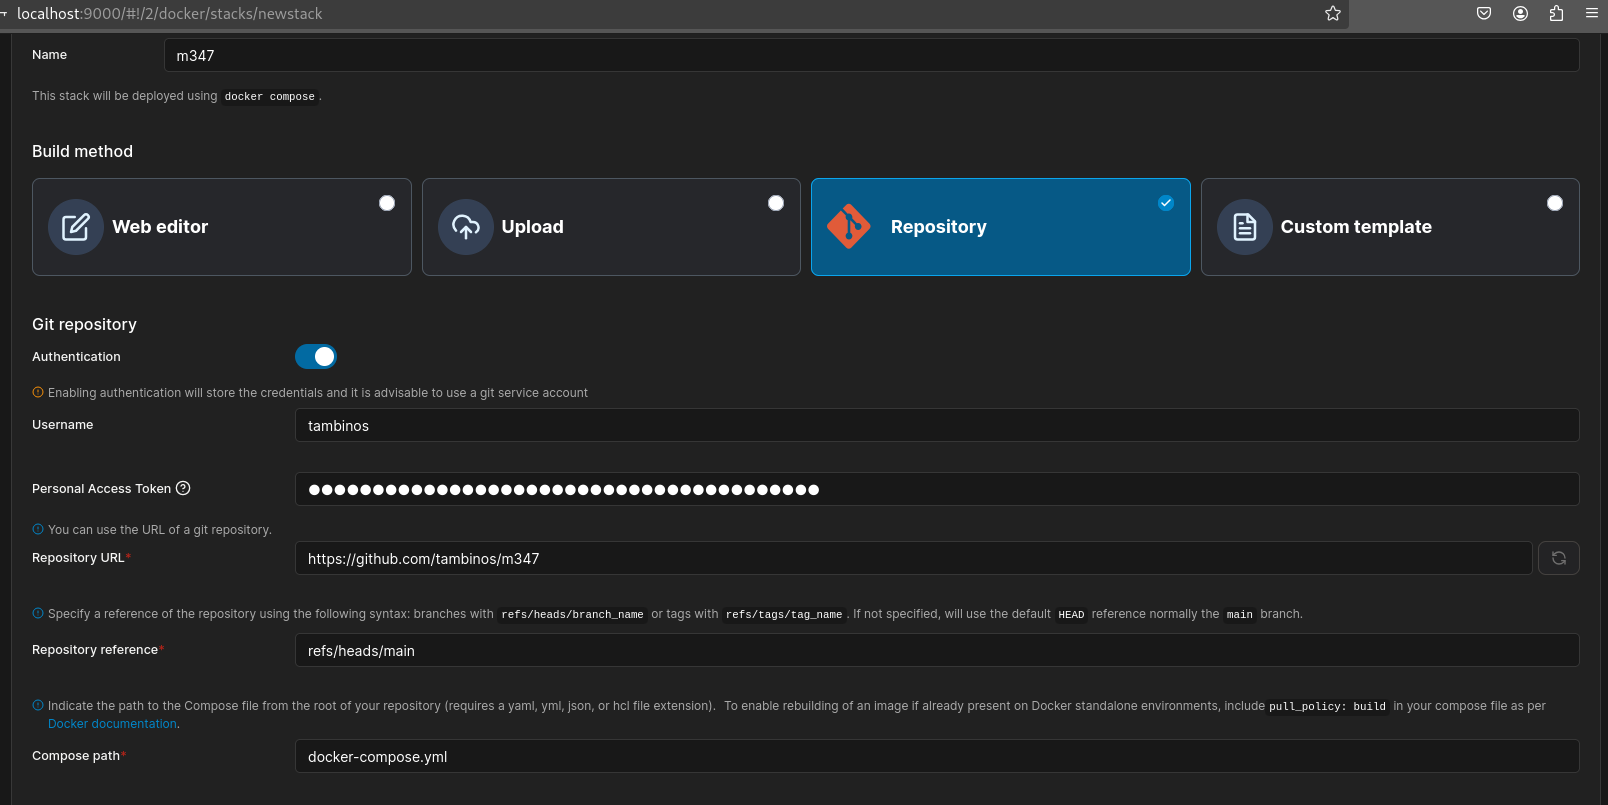 localhost:9000/#!/2/docker/stacks/newstack
Name
m347
This stack will be deployed using docker compose .
Build method
Web editor
Upload
Repository
Custom template
Git repository
Authentication
Enabling authentication will store the credentials and it is advisable to use a git service account
Username
tambinos
Personal Access Token
●●●●●●●●●●●●●●●●●●●●●●●●●●●●●●●●●●●●●●●●
You can use the URL of a git repository.
Repository URL*
https://github.com/tambinos/m347
Specify a reference of the repository using the following syntax: branches with refs/heads/branch_name or tags with refs/tags/tag_name . If not specified, will use the default HEAD reference normally the main branch.
Repository reference*
refs/heads/main
Indicate the path to the Compose file from the root of your repository (requires a yaml, yml, json, or hcl file extension). To enable rebuilding of an image if already present on Docker standalone environments, include pull_policy: build in your compose file as per
Docker documentation.
Compose path*
docker-compose.yml